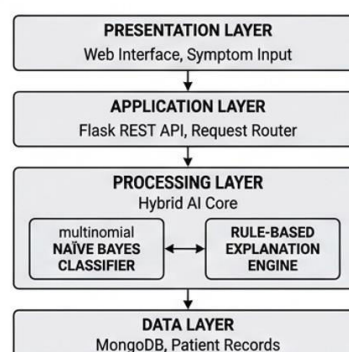 PRESENTATION LAYER
Web Interface, Symptom Input
APPLICATION LAYER
Flask REST API, Request Router
PROCESSING LAYER
Hybrid AI Core
multinomial
NAÏVE BAYES
CLASSIFIER
RULE-BASED
EXPLANATION
ENGINE
DATA LAYER
MongoDB, Patient Records